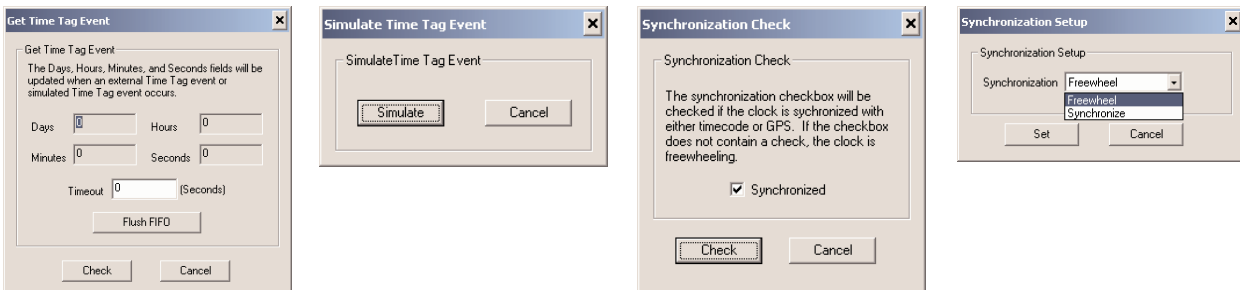 Get Time Tag Event
Get Time Tag Event
The Days, Hours, Minutes, and Seconds fields will be
updated when an external Time Tag event or
simulated Time Tag event occurs.
Days 0 Hours 0
Minutes 0 Seconds 0
Timeout 0 (Seconds)
Flush FIFO
Check Cancel
Simulate Time Tag Event
SimulateTime Tag Event
Simulate Cancel
Synchronization Check
Synchronization Check
The synchronization checkbox will be
checked if the clock is sychronized with
either timecode or GPS. If the checkbox
does not contain a check, the clock is
freewheeling.
Synchronized
Check Cancel
Synchronization Setup
Synchronization Setup
Synchronization Freewheel
Freewheel
Synchronize
Set Cancel